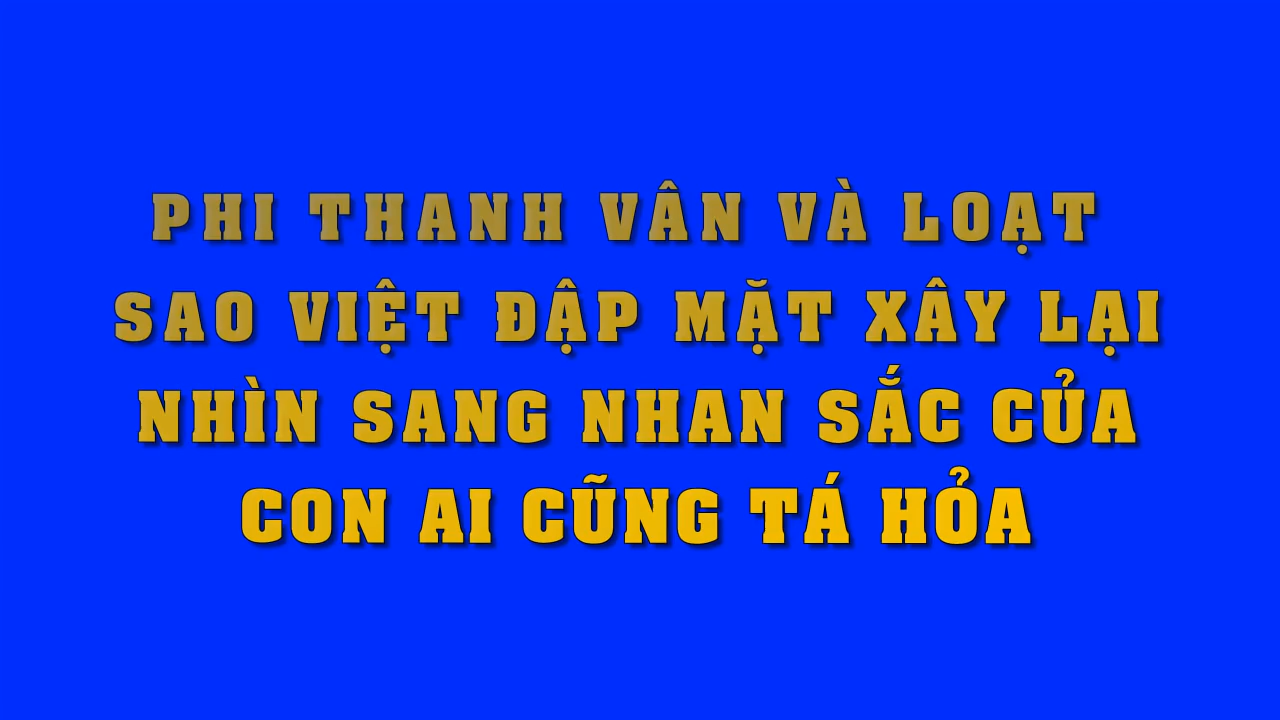 PHI THANH VÂN VÀ LOẠT
SAO VIỆT ĐẬP MẶT XÂY LẠI
NHÌN SANG NHAN SẮC CỦA
CON AI CŨNG TÁ HỎA